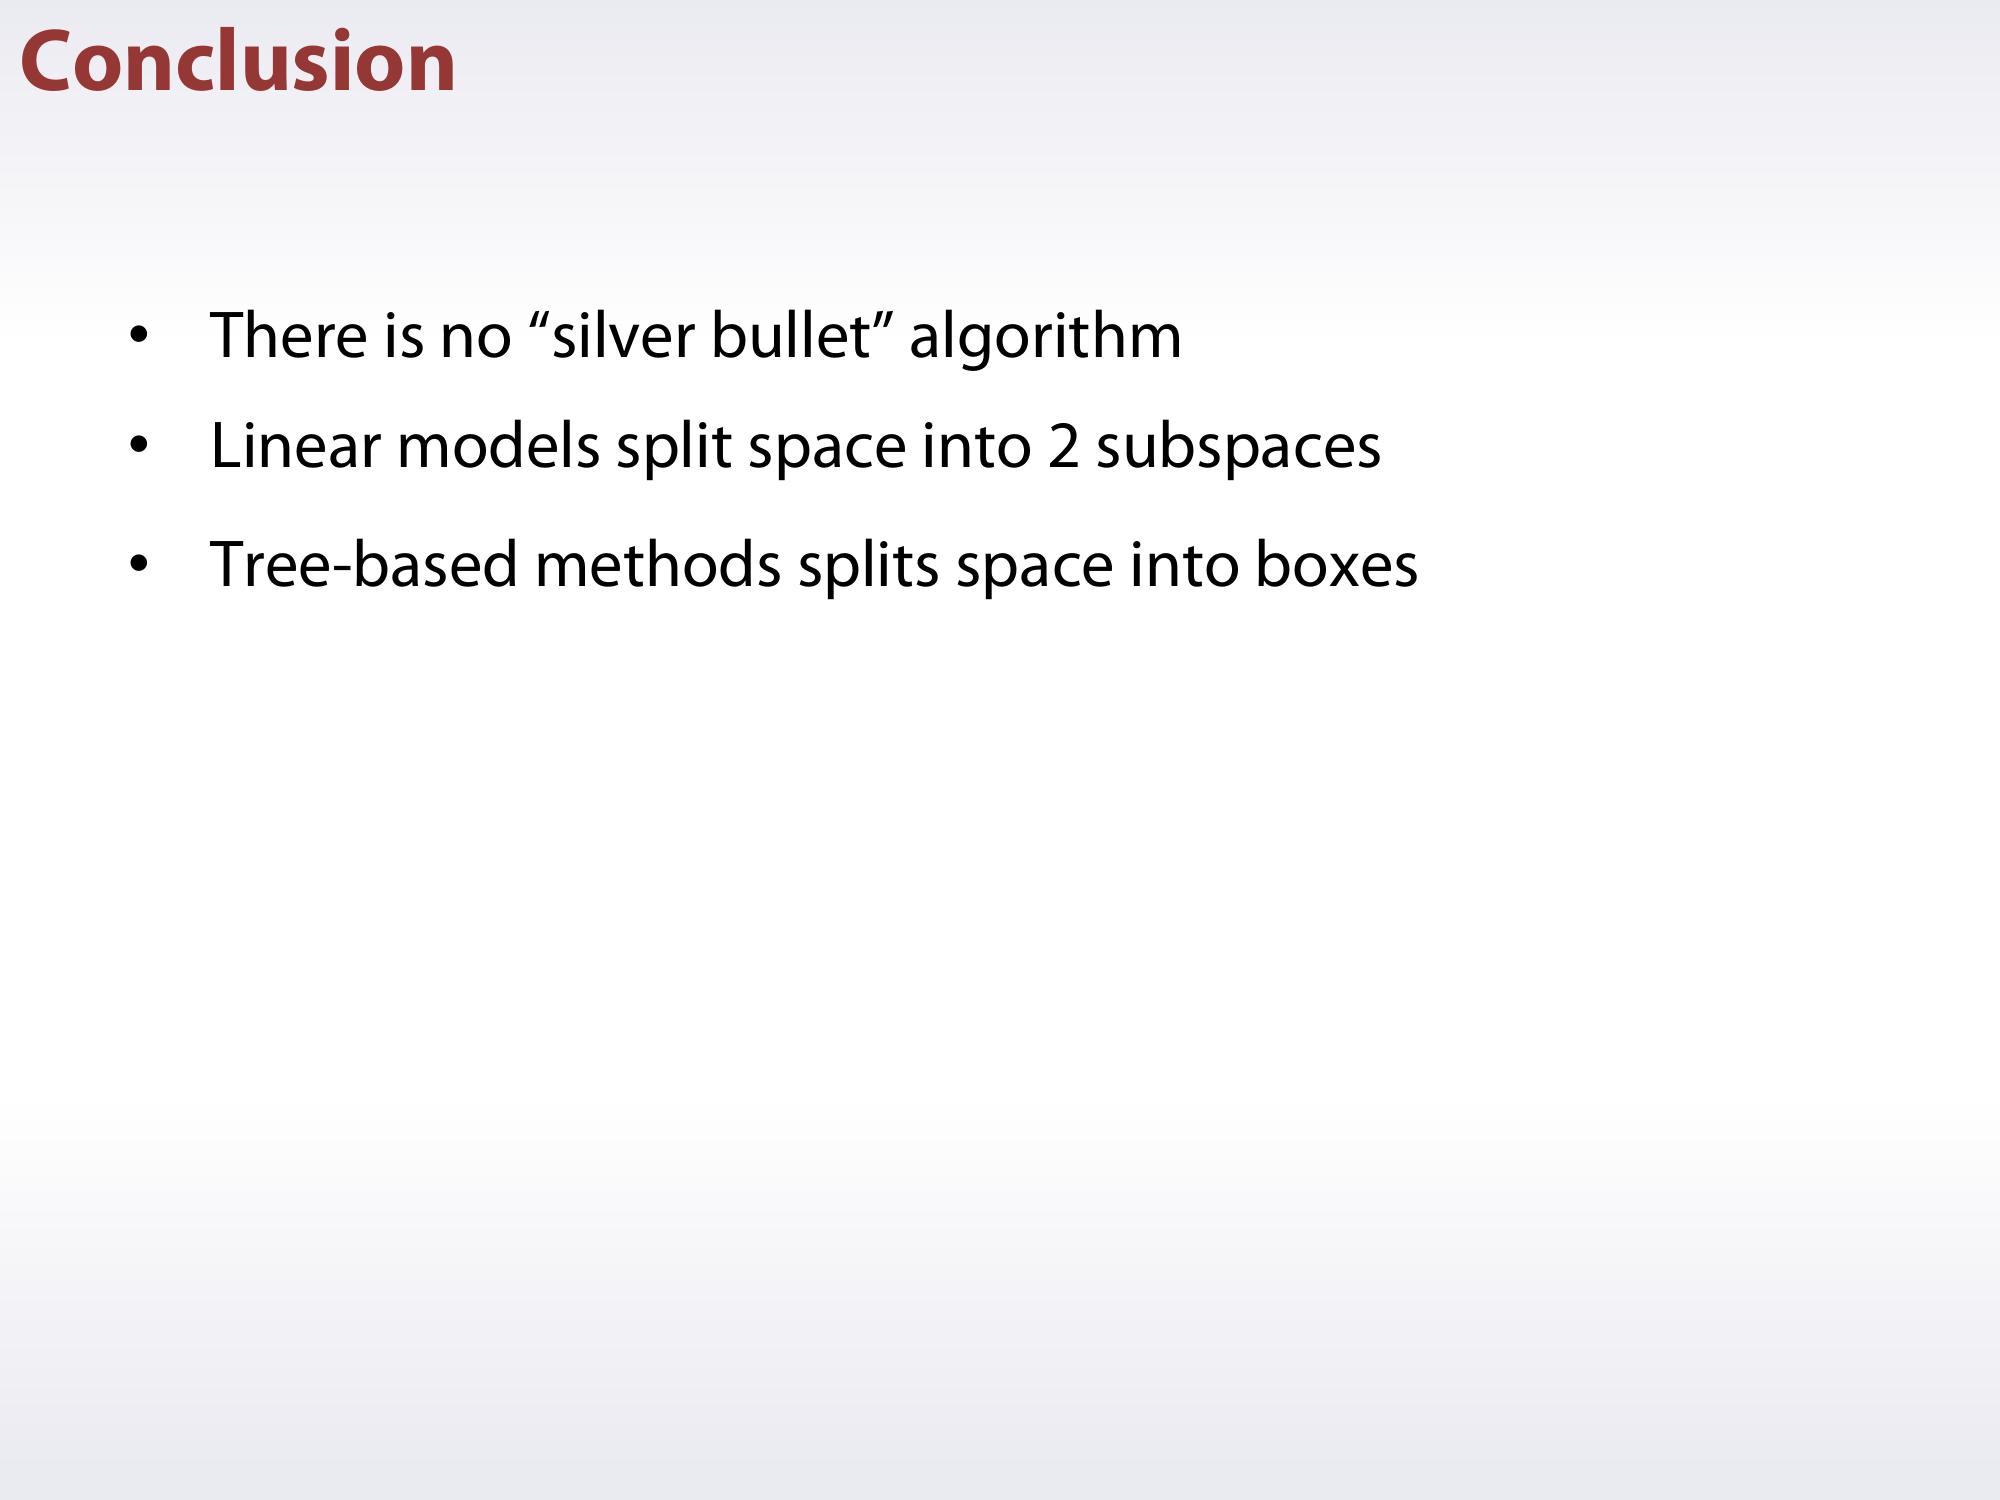 Conclusion
• There is no “silver bullet” algorithm
• Linear models split space into 2 subspaces
• Tree-based methods splits space into boxes